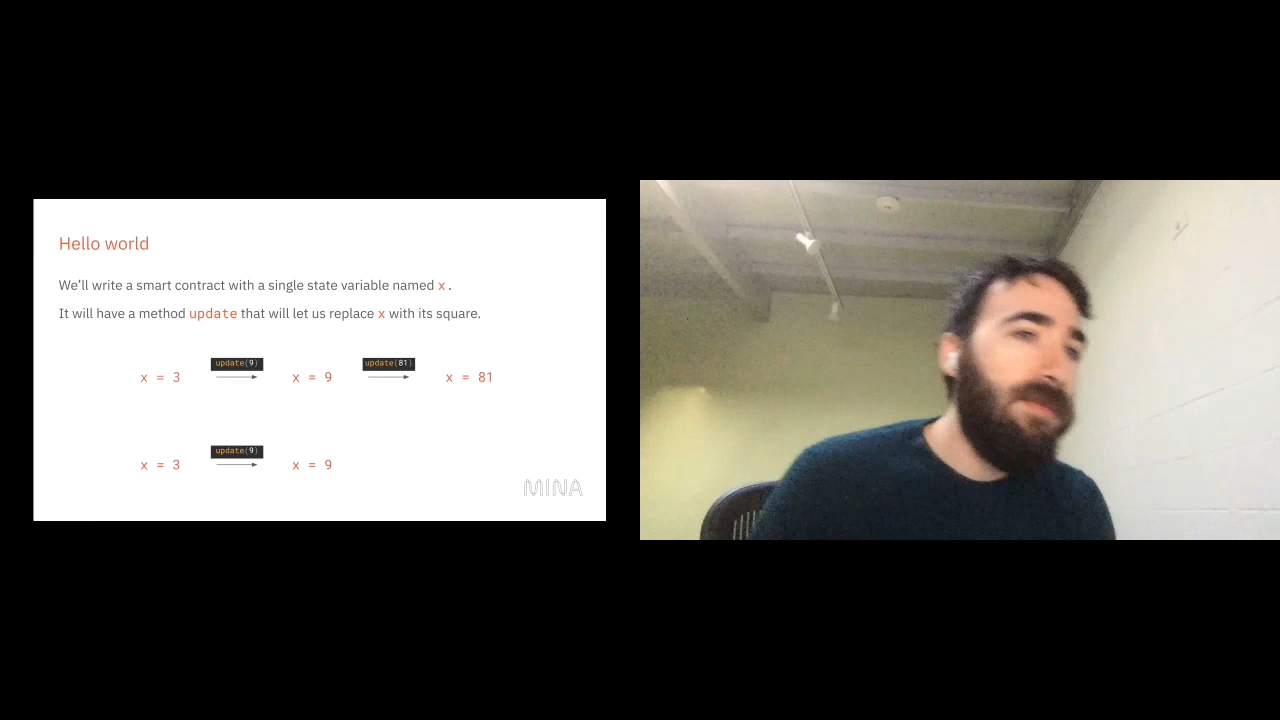 Hello world
We'll write a smart contract with a single state variable named x.
It will have a method update that will let us replace x with its square.
update(9) update(81)
x = 3 x = 9 x = 81
update(9)
x = 3 x = 9
MINA